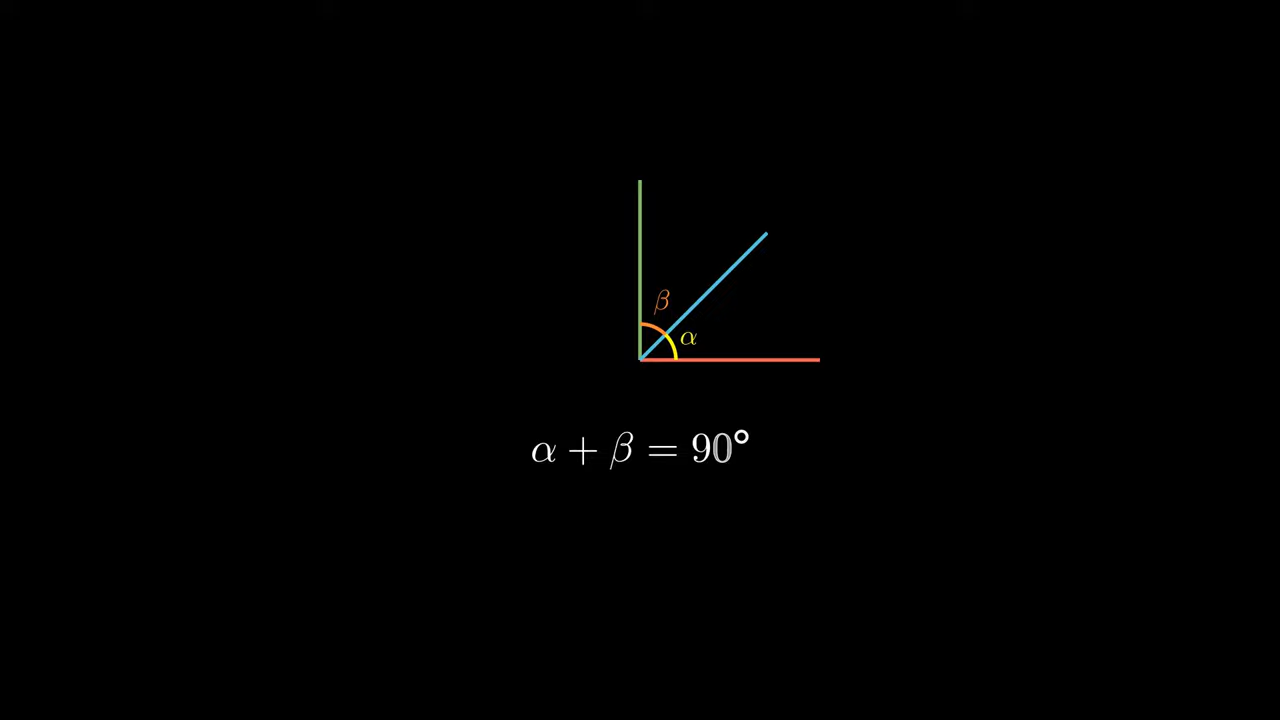 β
α
α + β = 90°